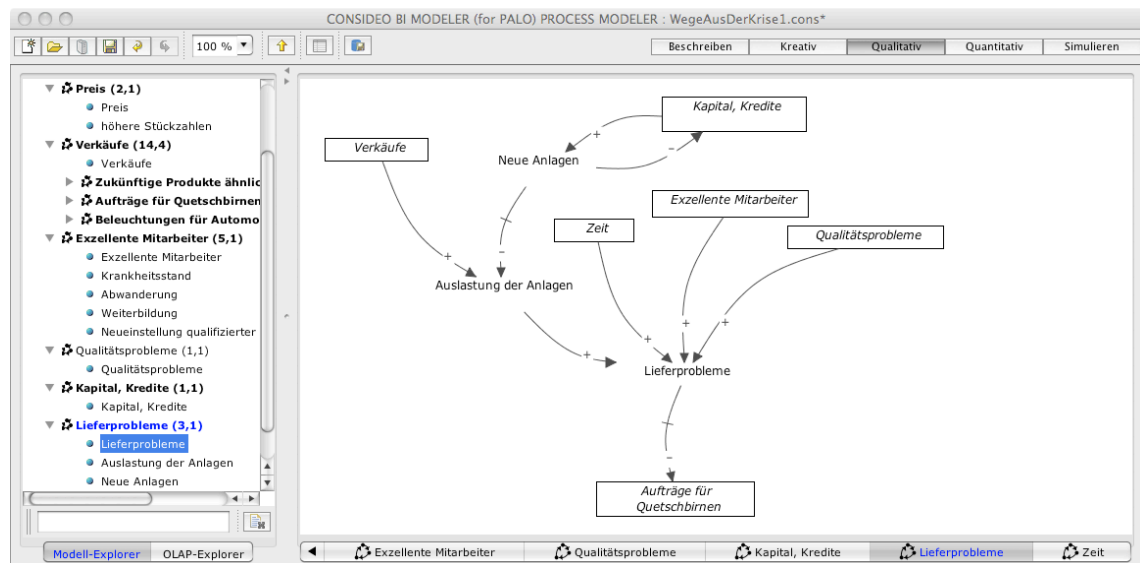 CONSIDEO BI MODELER (for PALO) PROCESS MODELER : WegeAusDerKrise1.cons*
100 %
Beschreiben Kreativ Qualitativ Quantitativ Simulieren
Preis (2,1)
Preis
höhere Stückzahlen
Verkäufe (14,4)
Verkäufe
Zukünftige Produkte ähnlic
Aufträge für Quetschbirnen
Beleuchtungen für Automo
Exzellente Mitarbeiter (5,1)
Exzellente Mitarbeiter
Krankheitsstand
Abwanderung
Weiterbildung
Neueinstellung qualifizierter
Qualitätsprobleme (1,1)
Qualitätsprobleme
Kapital, Kredite (1,1)
Kapital, Kredite
Lieferprobleme (3,1)
Lieferprobleme
Auslastung der Anlagen
Neue Anlagen
Modell-Explorer OLAP-Explorer
Kapital, Kredite
+
Verkäufe
-
Neue Anlagen
Exzellente Mitarbeiter
Zeit
Qualitätsprobleme
+
-
Auslastung der Anlagen
+
+
+
+
Lieferprobleme
-
Aufträge für
Quetschbirnen
Exzellente Mitarbeiter Qualitätsprobleme Kapital, Kredite Lieferprobleme Zeit